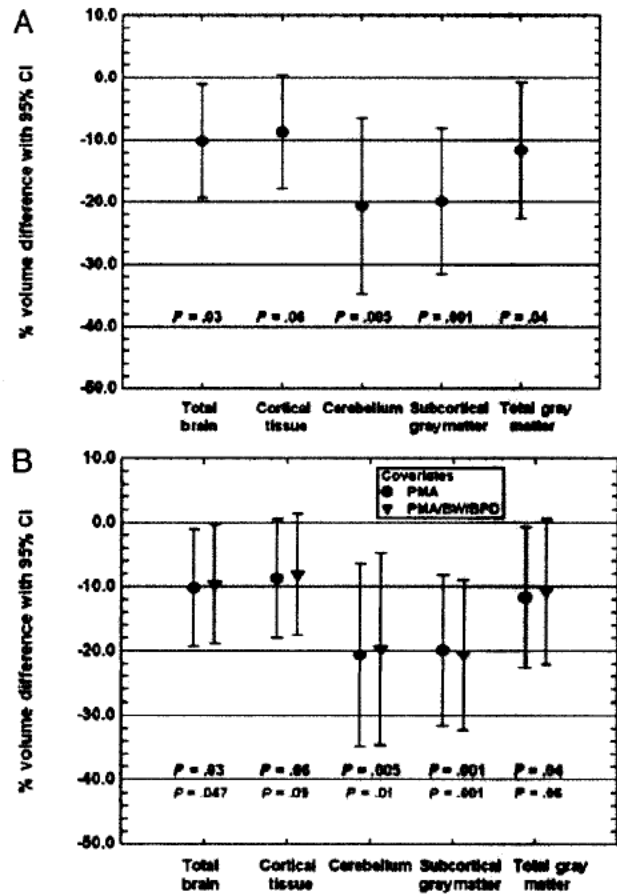 A
% volume difference with 95% CI
10.0
0.0
-10.0
-20.0
-30.0
-40.0
-50.0
P = .03 P = .06 P = .005 P = .001 P = .04
Total brain Cortical tissue Cerebellum Subcortical gray matter Total gray matter
B
% volume difference with 95% CI
10.0
0.0
-10.0
-20.0
-30.0
-40.0
-50.0
Covariates
PMA
PMA/BW/BPD
P = .03 P = .06 P = .005 P = .001 P = .04
P = .047 P = .09 P = .01 P = .001 P = .06
Total brain Cortical tissue Cerebellum Subcortical gray matter Total gray matter